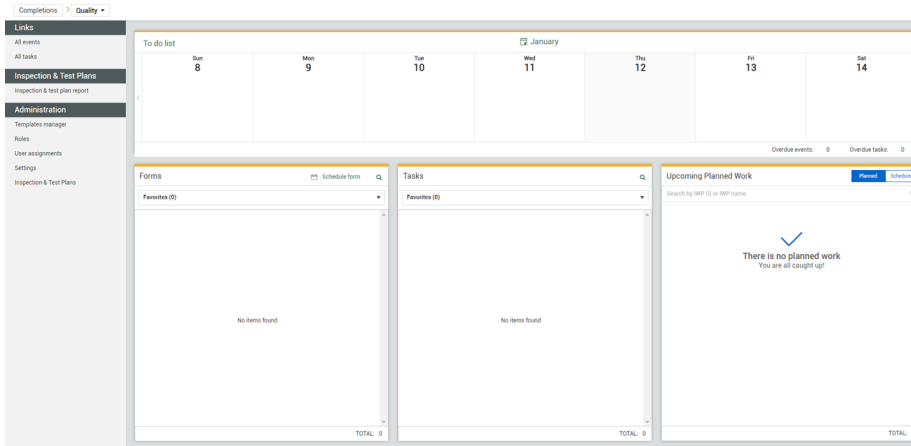 Completions > Quality
Links
All events
All tasks
Inspection & Test Plans
Inspection & test plan report
Administration
Templates manager
Roles
User assignments
Settings
Inspection & Test Plans
To do list
January
Sun Mon Tue Wed Thu Fri Sat
8 9 10 11 12 13 14
Overdue events: 0 Overdue tasks: 0
Forms Schedule form
Favorites (0)
No items found
TOTAL: 0
Tasks
Favorites (0)
No items found
TOTAL: 0
Upcoming Planned Work Planned Schedule
Search by IWP ID or IWP name
There is no planned work
You are all caught up!
TOTAL: